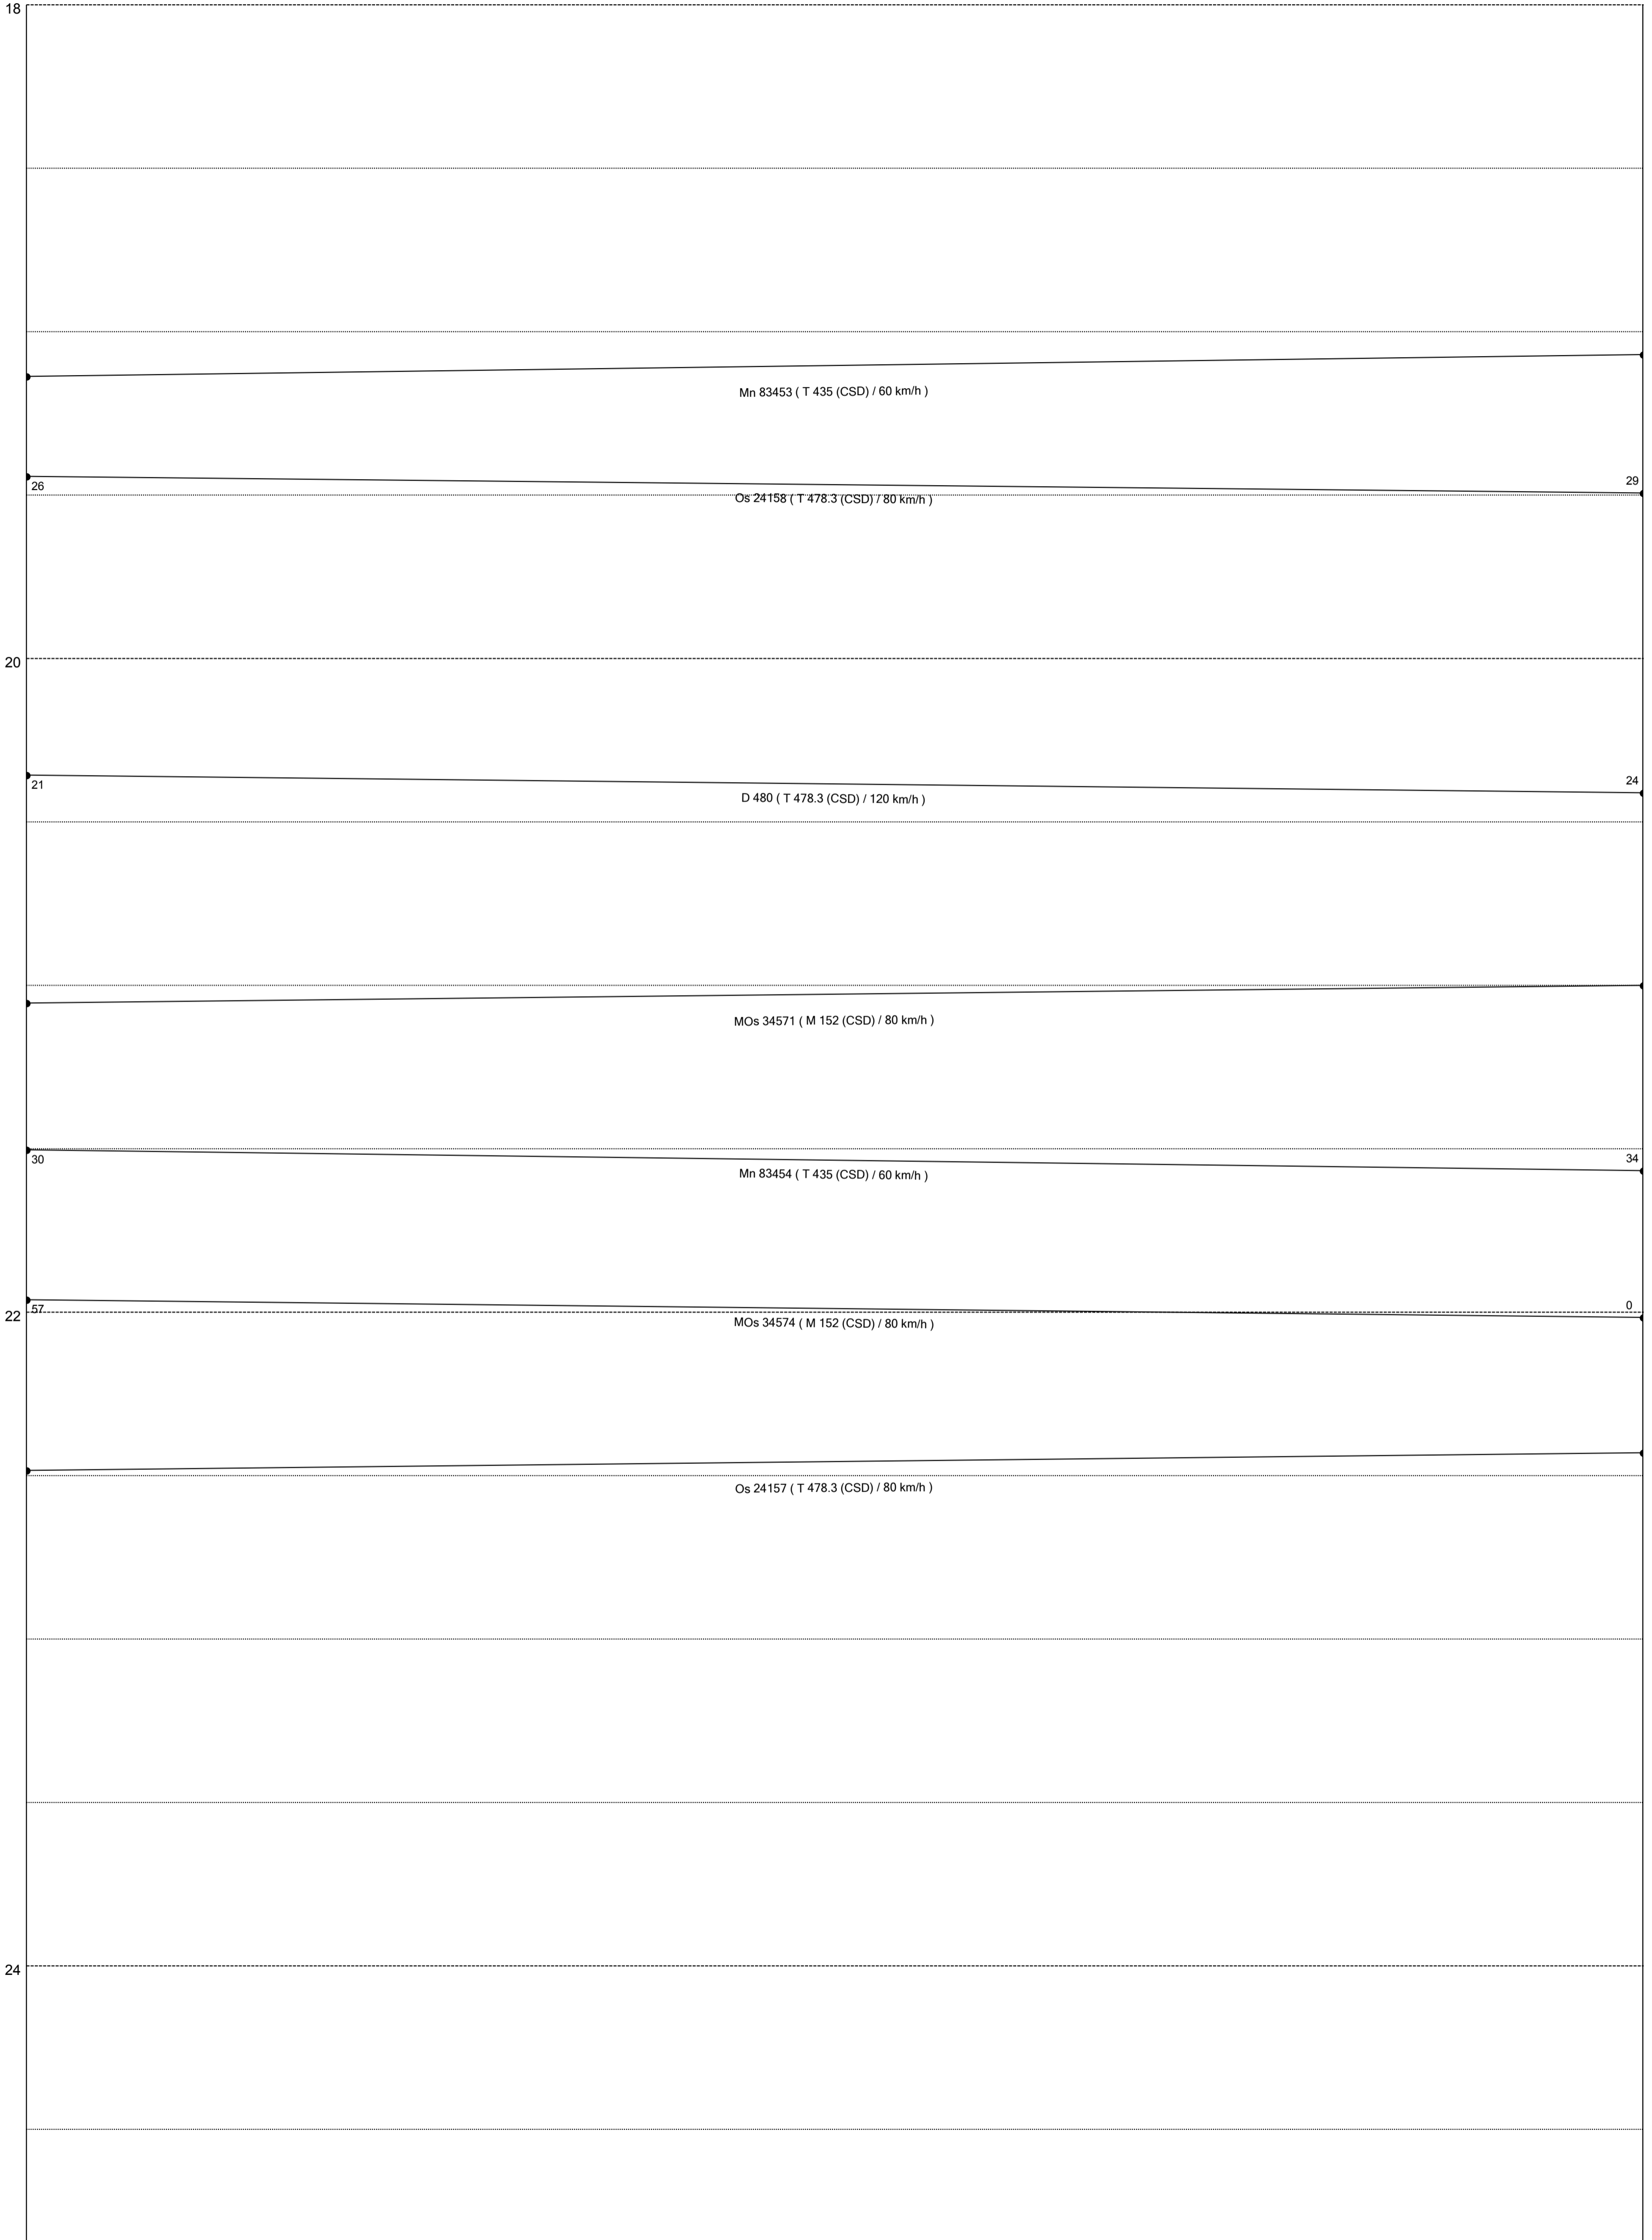 18
Mn 83453 ( T 435 (CSD) / 60 km/h )
26
29
Os 24158 ( T 478.3 (CSD) / 80 km/h )
20
21
24
D 480 ( T 478.3 (CSD) / 120 km/h )
MOs 34571 ( M 152 (CSD) / 80 km/h )
30
34
Mn 83454 ( T 435 (CSD) / 60 km/h )
57
0
22
MOs 34574 ( M 152 (CSD) / 80 km/h )
Os 24157 ( T 478.3 (CSD) / 80 km/h )
24